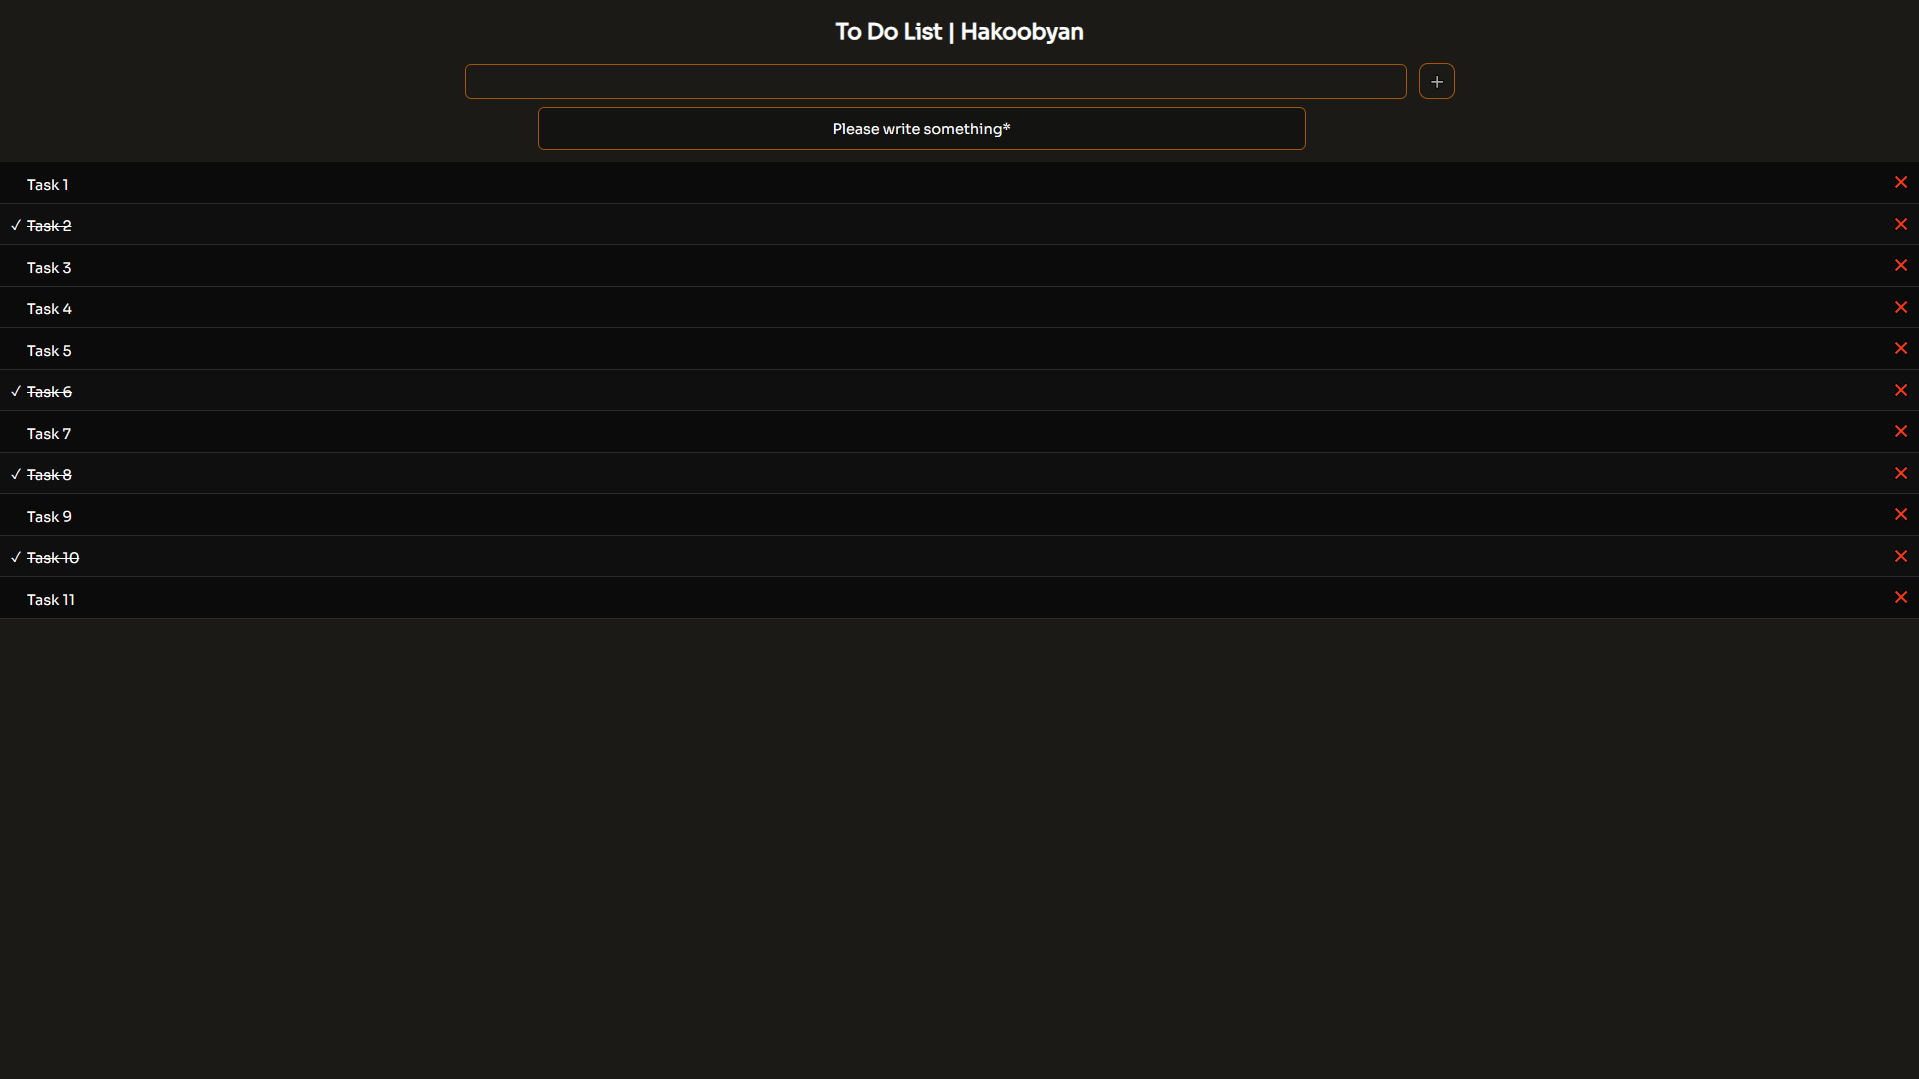 To Do List | Hakoobyan
+
Please write something*
Task 1
✓ Task 2
Task 3
Task 4
Task 5
✓ Task 6
Task 7
✓ Task 8
Task 9
✓ Task 10
Task 11